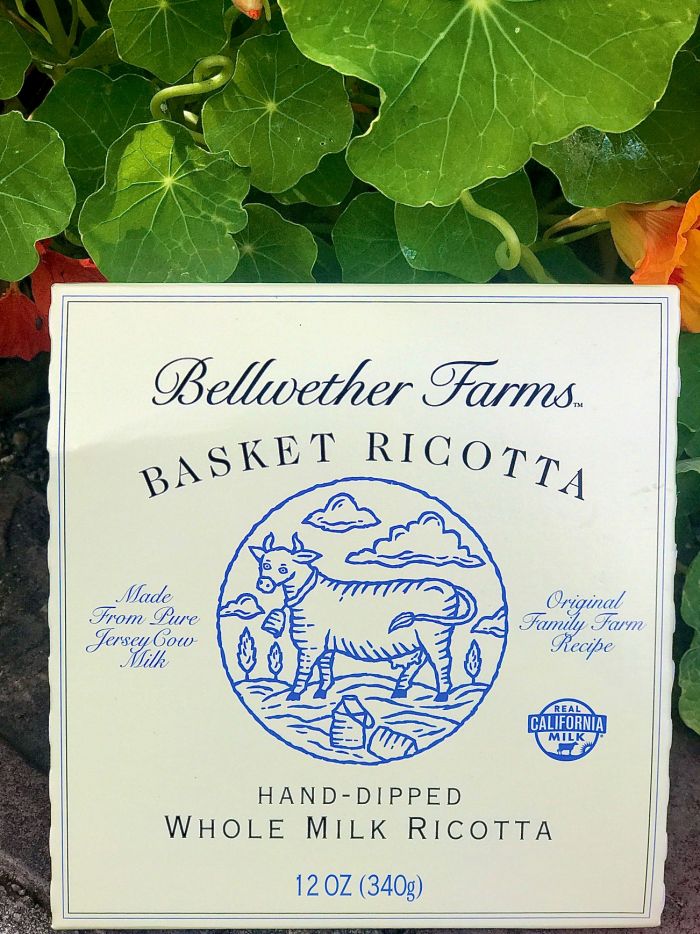 Bellwether Farms™
BASKET RICOTTA
Made
From Pure
Jersey Cow
Milk
Original
Family Farm
Recipe
REAL
CALIFORNIA
MILK®
HAND-DIPPED
WHOLE MILK RICOTTA
12 OZ (340g)